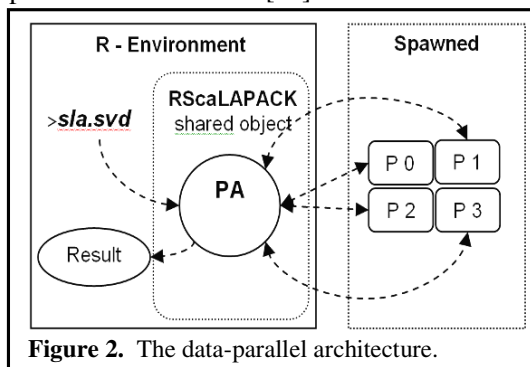 R - Environment
Spawned
RScaLAPACK
shared object
>sla.svd
PA
P 0
P 1
P 2
P 3
Result
Figure 2. The data-parallel architecture.